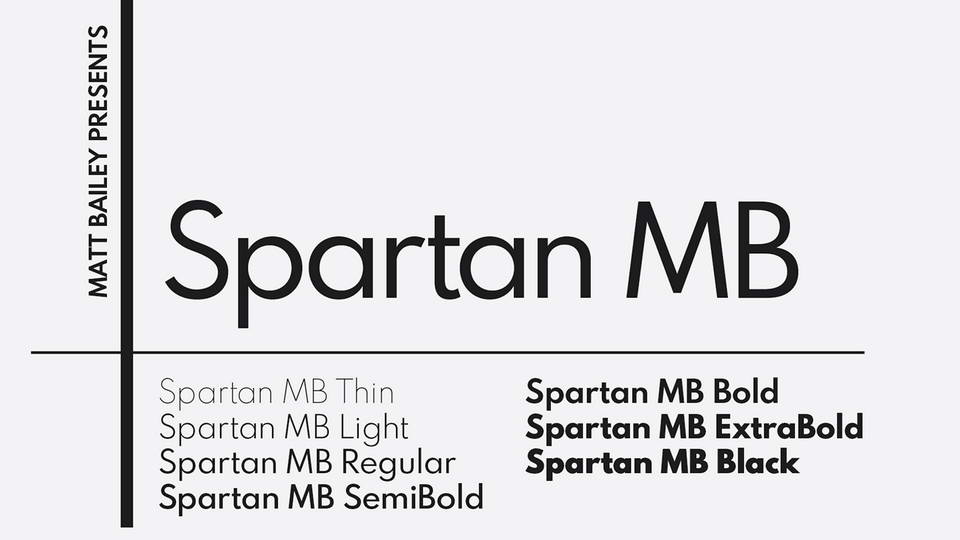 MATT BAILEY PRESENTS
Spartan MB
Spartan MB Thin
Spartan MB Light
Spartan MB Regular
Spartan MB SemiBold
Spartan MB Bold
Spartan MB ExtraBold
Spartan MB Black